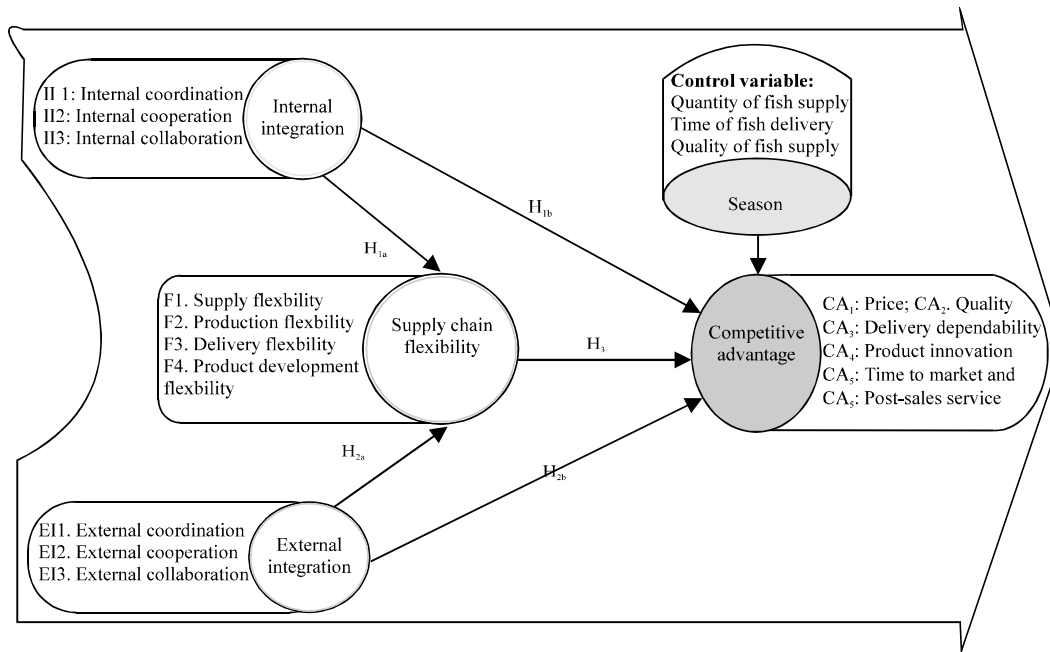 II 1: Internal coordination
II2: Internal cooperation
II3: Internal collaboration
Internal
integration
Control variable:
Quantity of fish supply
Time of fish delivery
Quality of fish supply
Season
H1b
H1a
F1. Supply flexbility
F2. Production flexbility
F3. Delivery flexbility
F4. Product development
flexbility
Supply chain
flexibility
H3
Competitive
advantage
CA1: Price; CA2. Quality
CA3: Delivery dependability
CA4: Product innovation
CA5: Time to market and
CA5: Post-sales service
H2a
H2b
EI1. External coordination
EI2. External cooperation
EI3. External collaboration
External
integration